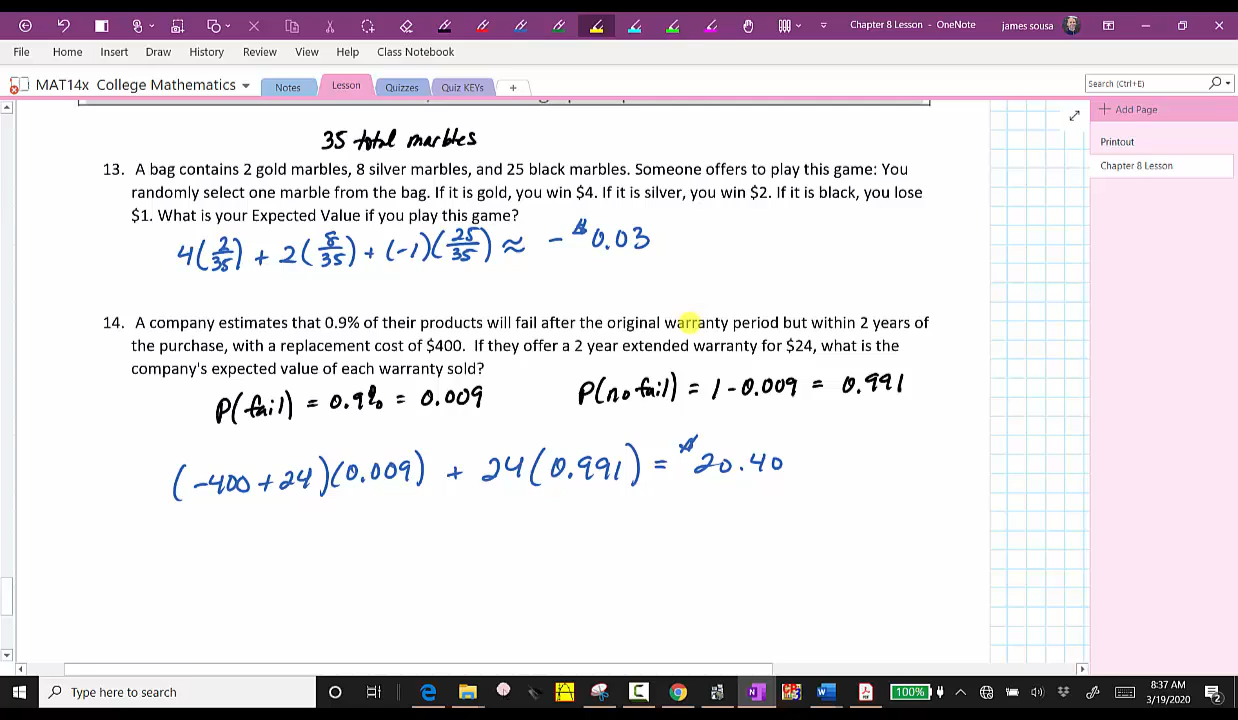 Chapter 8 Lesson - OneNote
james sousa
File Home Insert Draw History Review View Help Class Notebook
MAT14x College Mathematics
Notes Lesson Quizzes Quiz KEYs +
Search (Ctrl+E)
Add Page
Printout
Chapter 8 Lesson
35 total marbles
13. A bag contains 2 gold marbles, 8 silver marbles, and 25 black marbles. Someone offers to play this game: You
randomly select one marble from the bag. If it is gold, you win $4. If it is silver, you win $2. If it is black, you lose
$1. What is your Expected Value if you play this game?
4(2/35) + 2(8/35) + (-1)(25/35) ≈ -$0.03
14. A company estimates that 0.9% of their products will fail after the original warranty period but within 2 years of
the purchase, with a replacement cost of $400. If they offer a 2 year extended warranty for $24, what is the
company's expected value of each warranty sold?
P(fail) = 0.9% = 0.009
P(no fail) = 1 - 0.009 = 0.991
(-400 + 24)(0.009) + 24(0.991) = $20.40
Type here to search
100%
8:37 AM
3/19/2020